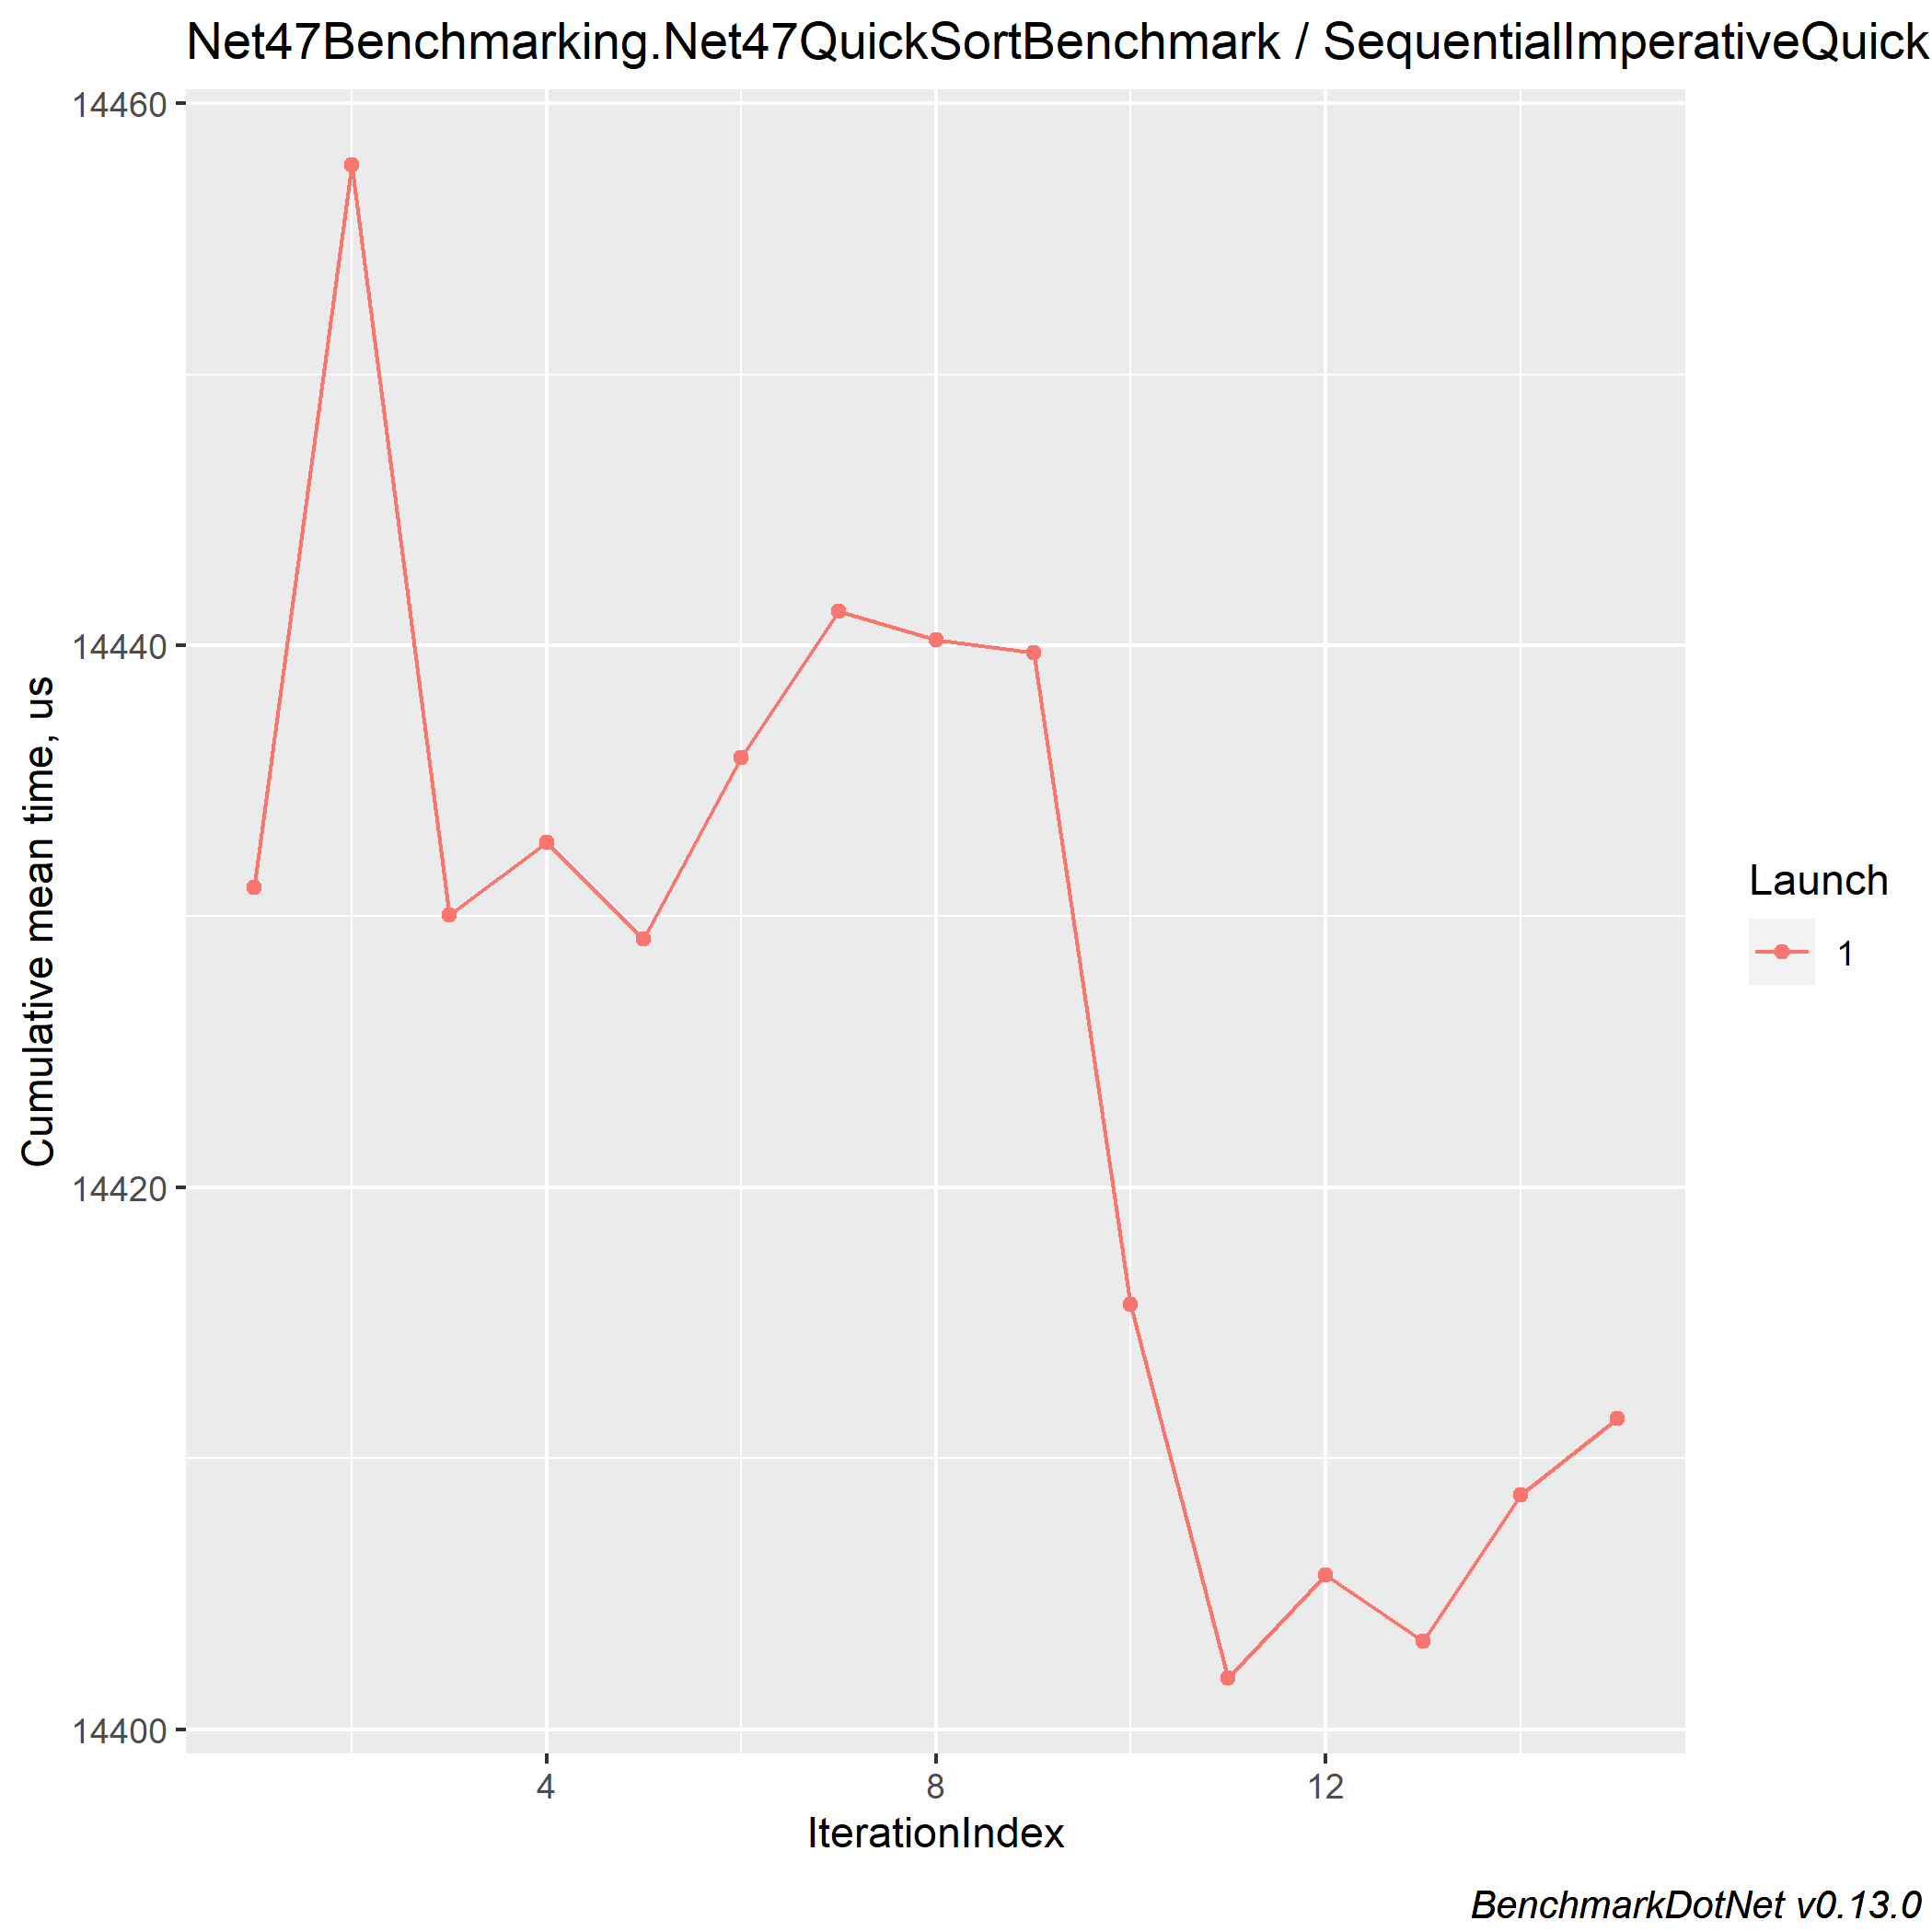 Net47Benchmarking.Net47QuickSortBenchmark / SequentialImperativeQuick
14460
14440
14420
14400
Cumulative mean time, us
4 8 12
IterationIndex
Launch
1
BenchmarkDotNet v0.13.0